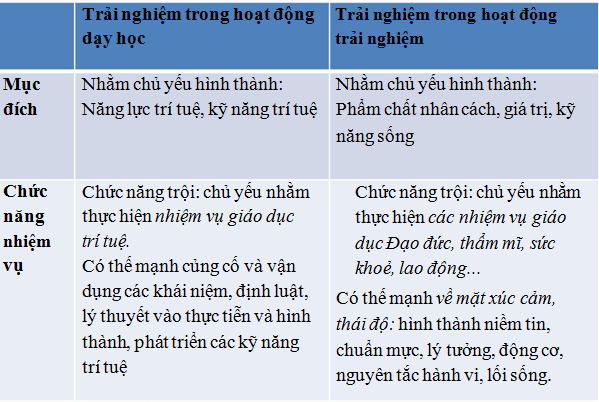 Trải nghiệm trong hoạt động
dạy học
Trải nghiệm trong hoạt động
trải nghiệm
Mục
đích
Nhằm chủ yếu hình thành:
Năng lực trí tuệ, kỹ năng trí tuệ
Nhằm chủ yếu hình thành:
Phẩm chất nhân cách, giá trị, kỹ
năng sống
Chức
năng
nhiệm
vụ
Chức năng trội: chủ yếu nhằm
thực hiện nhiệm vụ giáo dục
trí tuệ.
Có thế mạnh củng cố và vận
dụng các khái niệm, định luật,
lý thuyết vào thực tiễn và hình
thành, phát triển các kỹ năng
trí tuệ
Chức năng trội: chủ yếu nhằm
thực hiện các nhiệm vụ giáo
dục Đạo đức, thẩm mĩ, sức
khoẻ, lao động...
Có thế mạnh về mặt xúc cảm,
thái độ: hình thành niềm tin,
chuẩn mực, lý tưởng, động cơ,
nguyên tắc hành vi, lối sống.